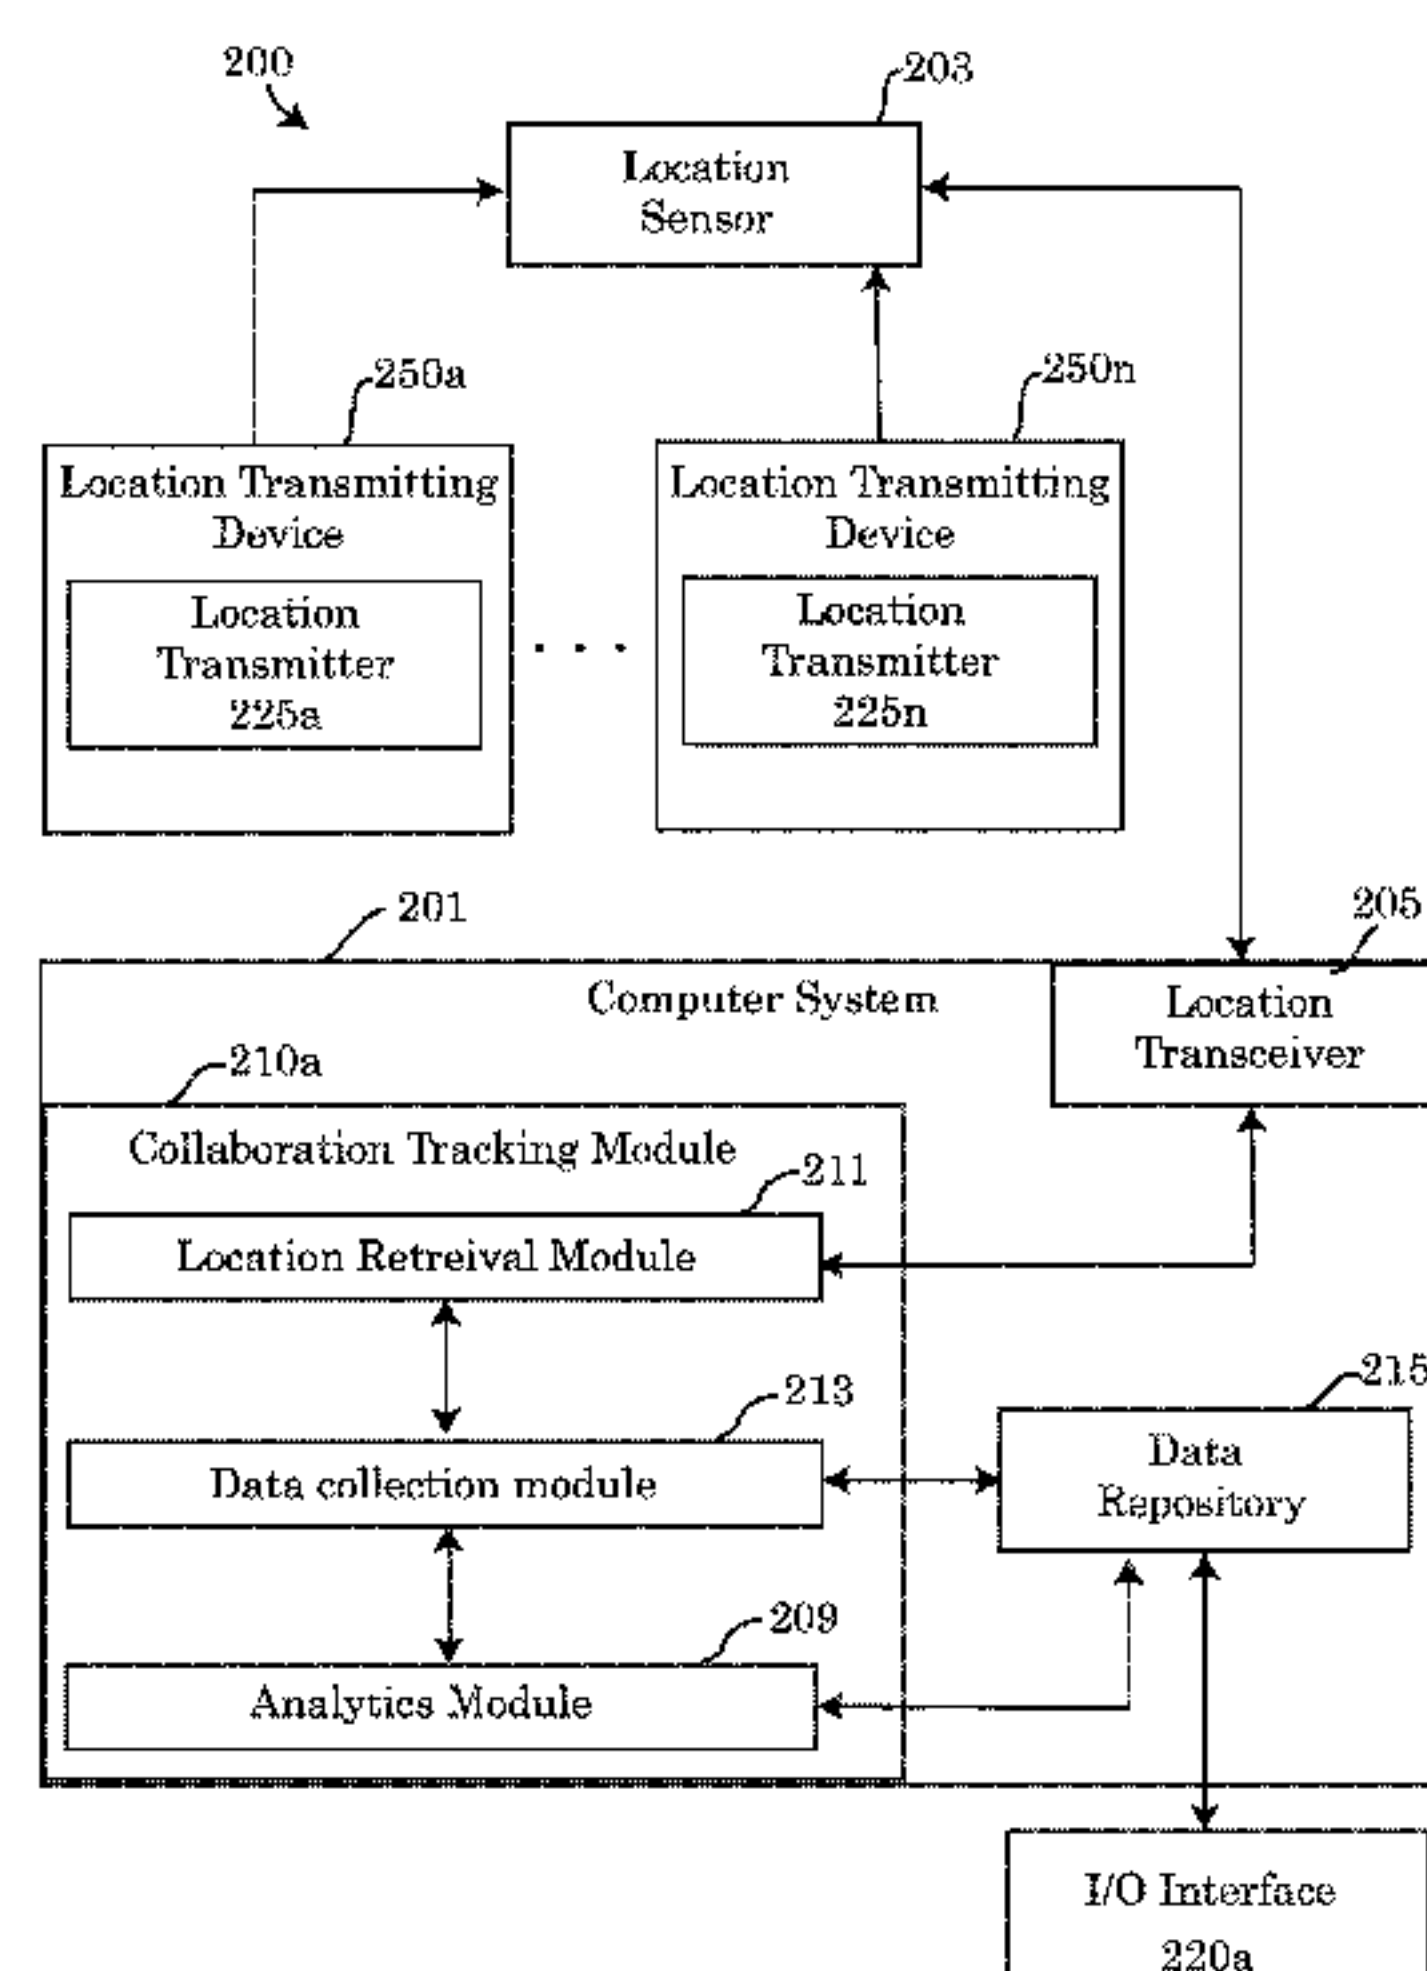 200
203
Location
Sensor
250a
250n
Location Transmitting
Device
Location
Transmitter
225a
. . .
Location Transmitting
Device
Location
Transmitter
225n
201
205
Computer System
Location
Transceiver
210a
Collaboration Tracking Module
211
Location Retreival Module
213
Data collection module
215
Data
Repository
209
Analytics Module
I/O Interface
220a